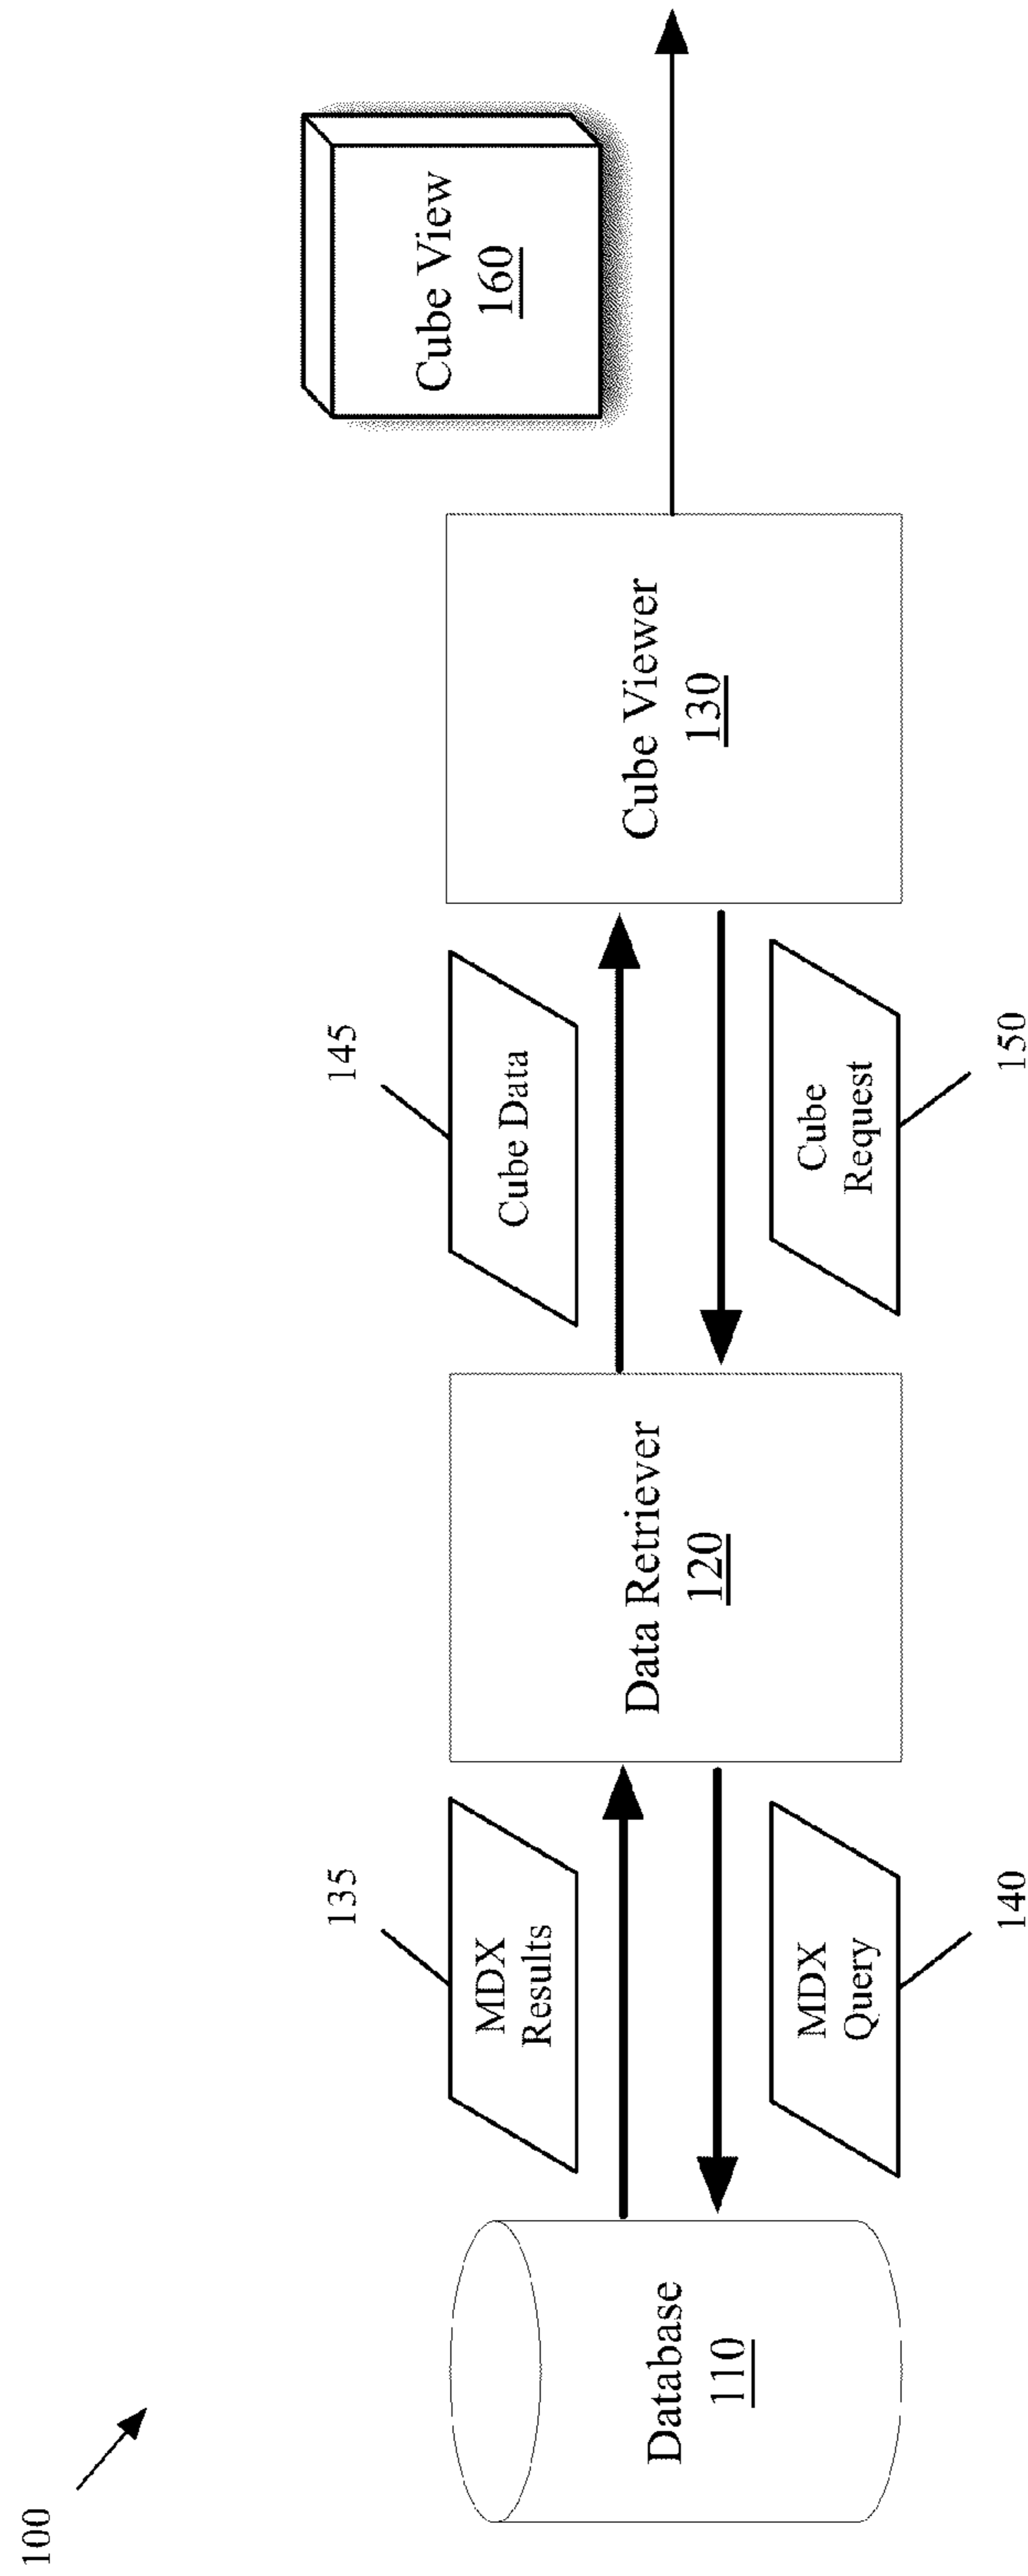 100
135
145
MDX
Results
Cube Data
Cube View
160
Database
110
Data Retriever
120
Cube Viewer
130
MDX
Query
Cube
Request
140
150